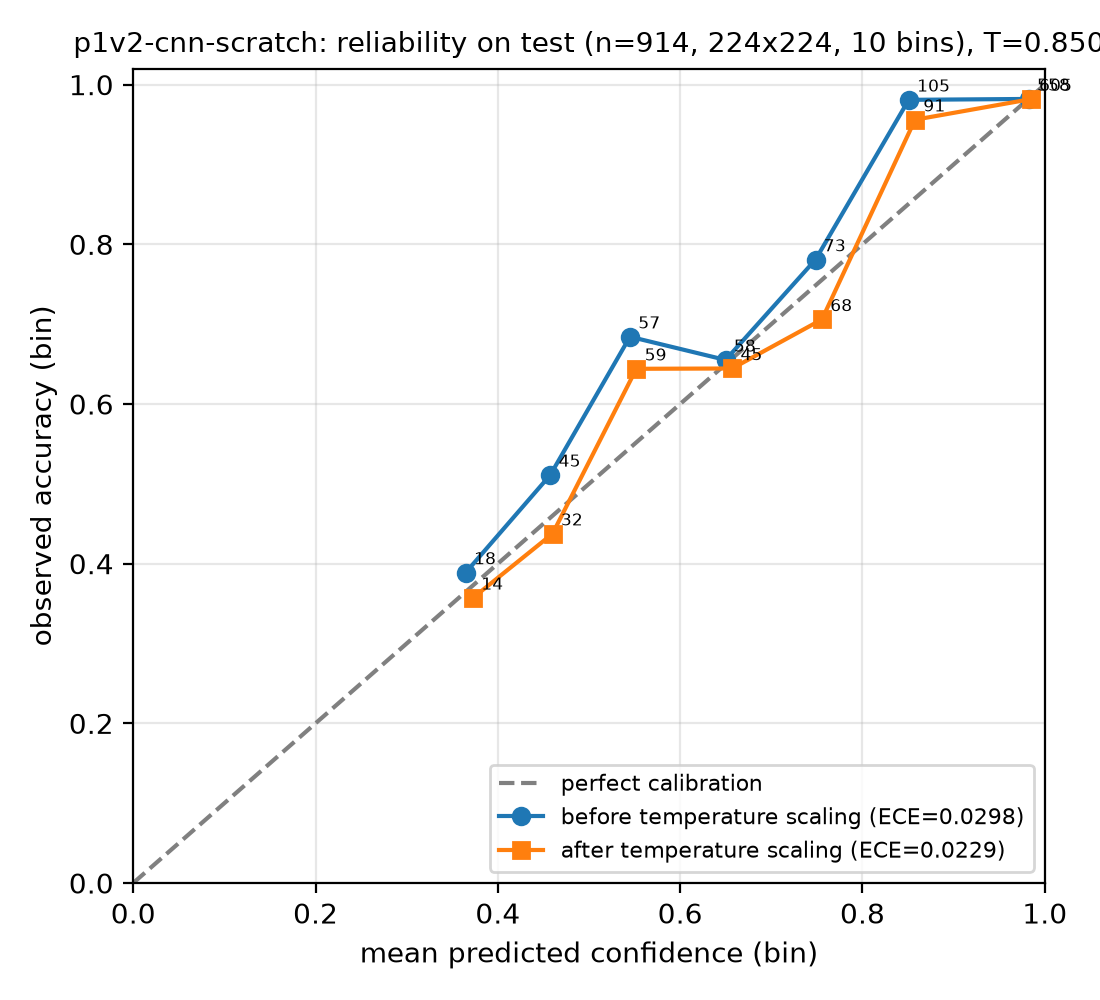 p1v2-cnn-scratch: reliability on test (n=914, 224x224, 10 bins), T=0.850
observed accuracy (bin)
1.0
0.8
0.6
0.4
0.2
0.0
105
91
73
68
57
59
58
45
45
32
18
14
perfect calibration
before temperature scaling (ECE=0.0298)
after temperature scaling (ECE=0.0229)
0.0 0.2 0.4 0.6 0.8 1.0
mean predicted confidence (bin)